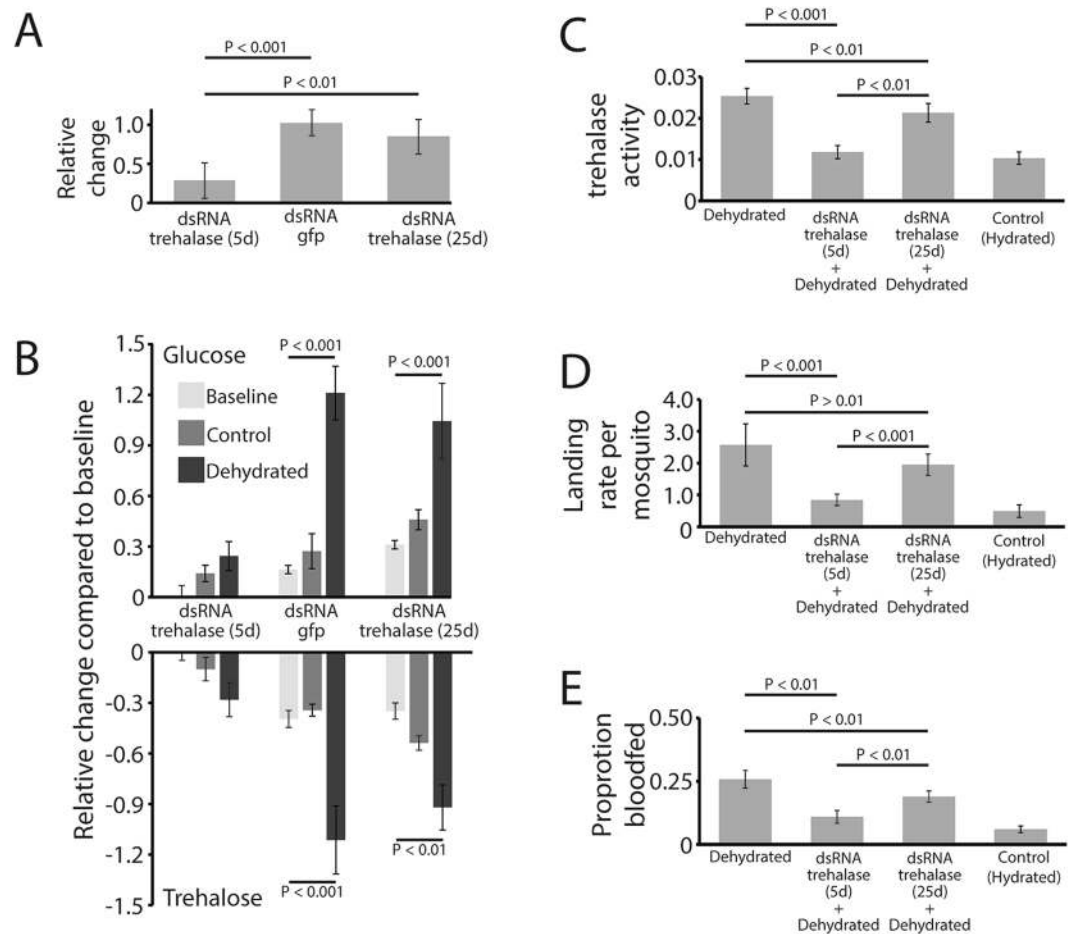 A
P < 0.001
P < 0.01
Relative
change
1.0
0.5
0
dsRNA
trehalase (5d)
dsRNA
gfp
dsRNA
trehalase (25d)
B
Relative change compared to baseline
1.5
1.2
0.9
0.6
0.3
0
Glucose
Baseline
Control
Dehydrated
P < 0.001
P < 0.001
dsRNA
trehalase (5d)
dsRNA
gfp
dsRNA
trehalase (25d)
0
-0.3
-0.6
-0.9
-1.2
-1.5
P < 0.01
P < 0.001
Trehalose
C
P < 0.001
P < 0.01
P < 0.01
trehalase
activity
0.03
0.02
0.01
0
Dehydrated
dsRNA
trehalase
(5d)
+
Dehydrated
dsRNA
trehalase
(25d)
+
Dehydrated
Control
(Hydrated)
D
P < 0.001
P > 0.01
P < 0.001
Landing
rate per
mosquito
4.0
3.0
2.0
1.0
0
Dehydrated
dsRNA
trehalase
(5d)
+
Dehydrated
dsRNA
trehalase
(25d)
+
Dehydrated
Control
(Hydrated)
E
P < 0.01
P < 0.01
P < 0.01
Proprotion
bloodfed
0.50
0.25
0
Dehydrated
dsRNA
trehalase
(5d)
+
Dehydrated
dsRNA
trehalase
(25d)
+
Dehydrated
Control
(Hydrated)